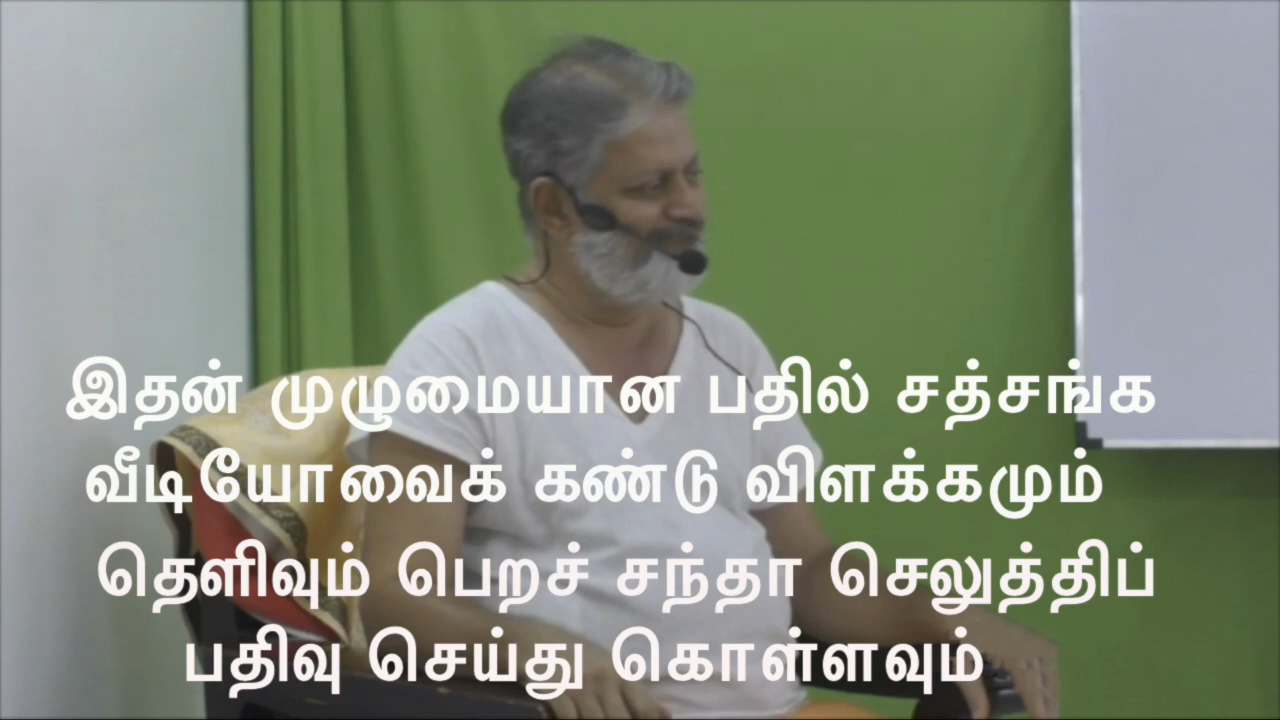 இதன் முழுமையான பதில் சத்சங்க
வீடியோவைக் கண்டு விளக்கமும்
தெளிவும் பெறச் சந்தா செலுத்திப்
பதிவு செய்து கொள்ளவும்